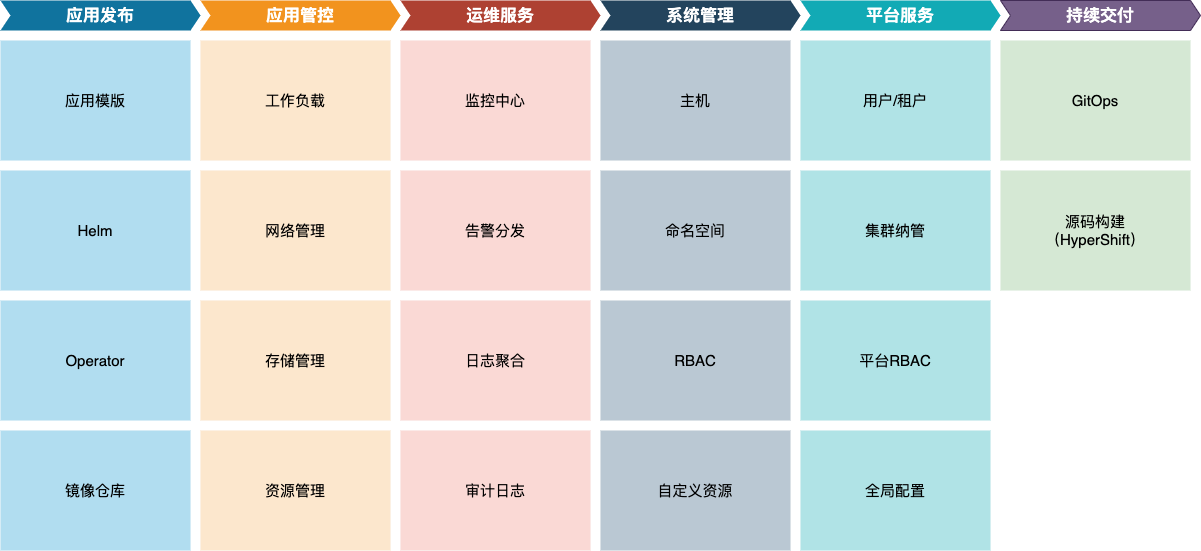 应用发布
应用管控
运维服务
系统管理
平台服务
持续交付
应用模版
工作负载
监控中心
主机
用户/租户
GitOps
Helm
网络管理
告警分发
命名空间
集群纳管
源码构建
（HyperShift）
Operator
存储管理
日志聚合
RBAC
平台RBAC
镜像仓库
资源管理
审计日志
自定义资源
全局配置